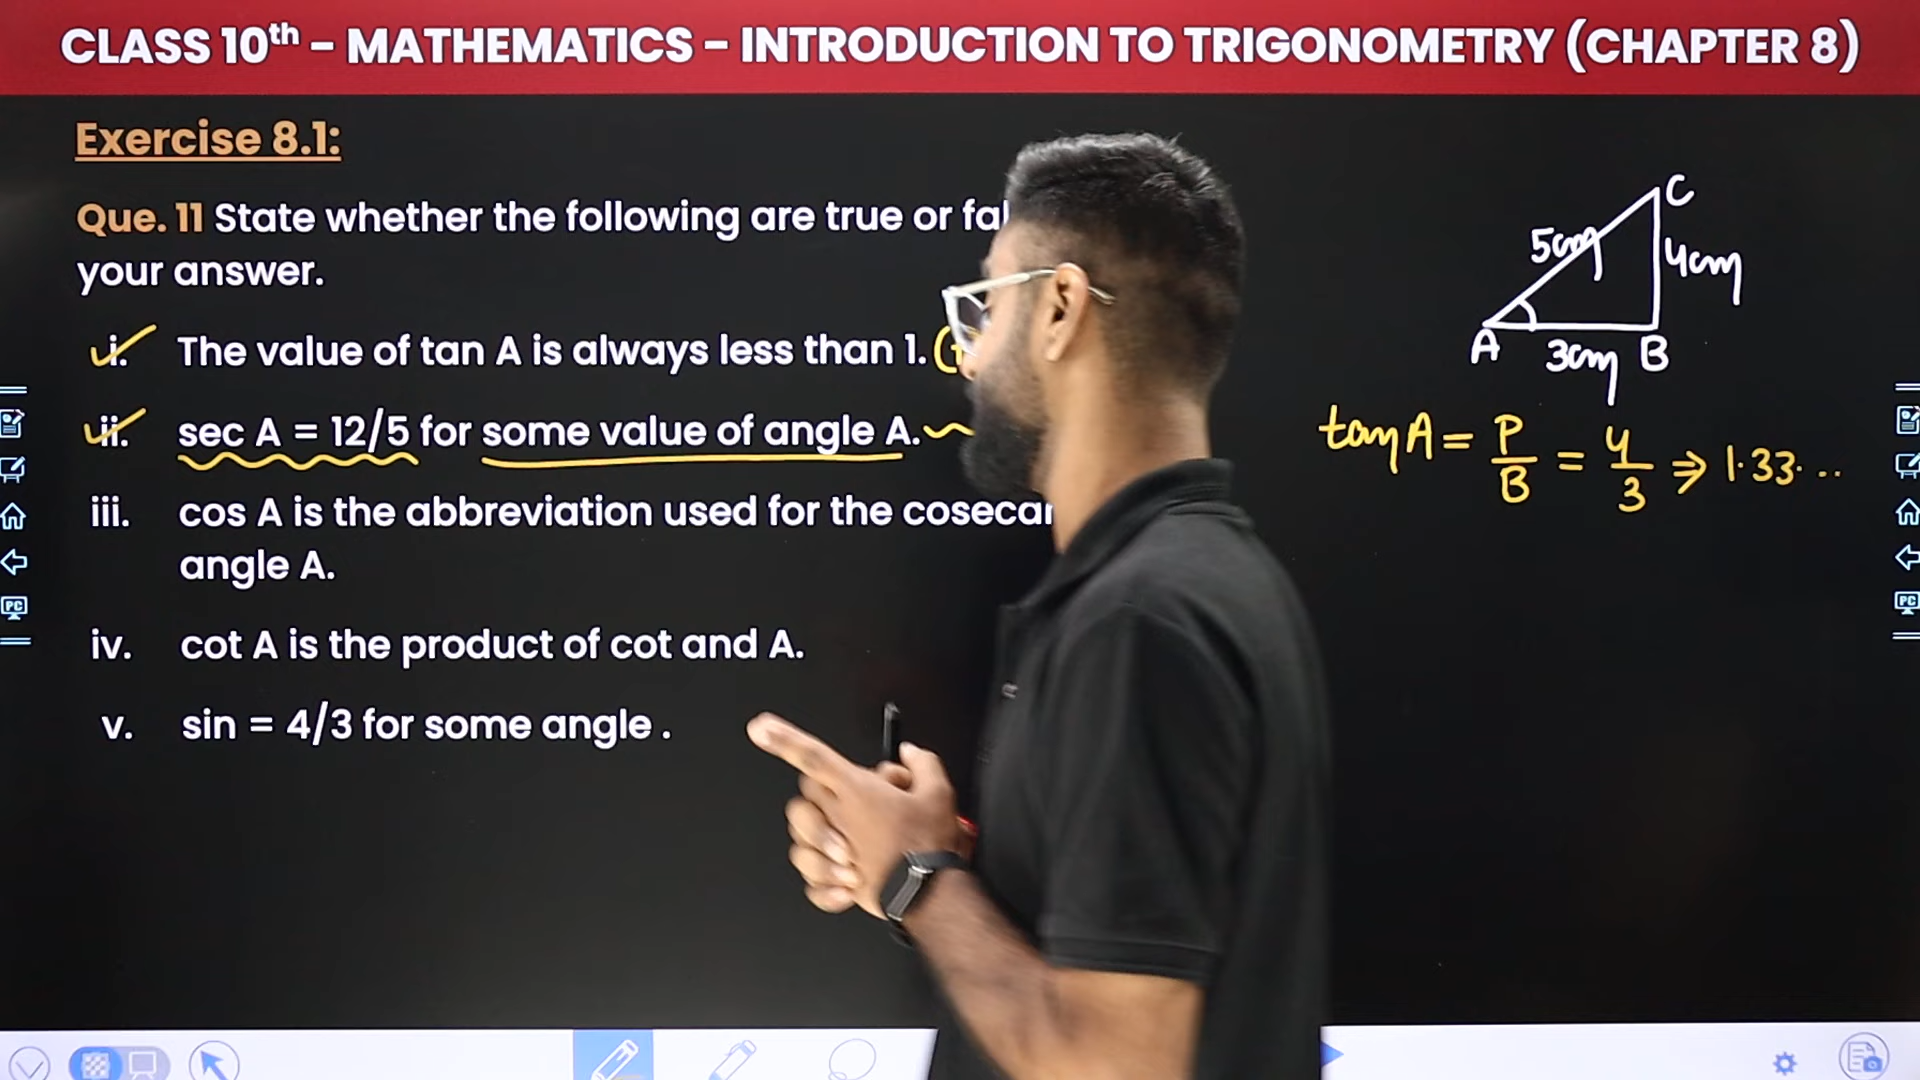 CLASS 10th - MATHEMATICS - INTRODUCTION TO TRIGONOMETRY (CHAPTER 8)
Exercise 8.1:
Que. 11 State whether the following are true or
your answer.
i. The value of tan A is always less than 1.
ii. sec A = 12/5 for some value of angle A.
iii. cos A is the abbreviation used for the
angle A.
iv. cot A is the product of cot and A.
v. sin = 4/3 for some angle .
C
5cm
4cm
A 3cm B
tan A = P/B = 4/3 ⇒ 1.33...
PC
PC